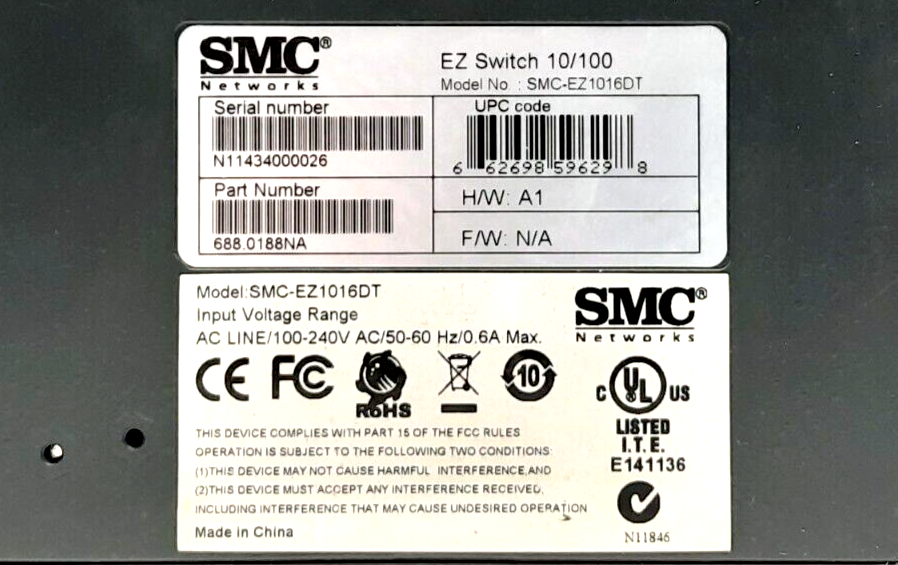 SMC®
Networks
EZ Switch 10/100
Model No. : SMC-EZ1016DT
Serial number
N11434000026
UPC code
6 62698 59629 8
Part Number
688.0188NA
H/W: A1
F/W: N/A
Model:SMC-EZ1016DT
Input Voltage Range
AC LINE/100-240V AC/50-60 Hz/0.6A Max.
SMC®
Networks
CE FC RoHS 10
C UL US
LISTED
I.T.E.
E141136
THIS DEVICE COMPLIES WITH PART 15 OF THE FCC RULES
OPERATION IS SUBJECT TO THE FOLLOWING TWO CONDITIONS:
(1)THIS DEVICE MAY NOT CAUSE HARMFUL INTERFERENCE,AND
(2)THIS DEVICE MUST ACCEPT ANY INTERFERENCE RECEIVED,
INCLUDING INTERFERENCE THAT MAY CAUSE UNDESIRED OPERATION
Made in China
N11846